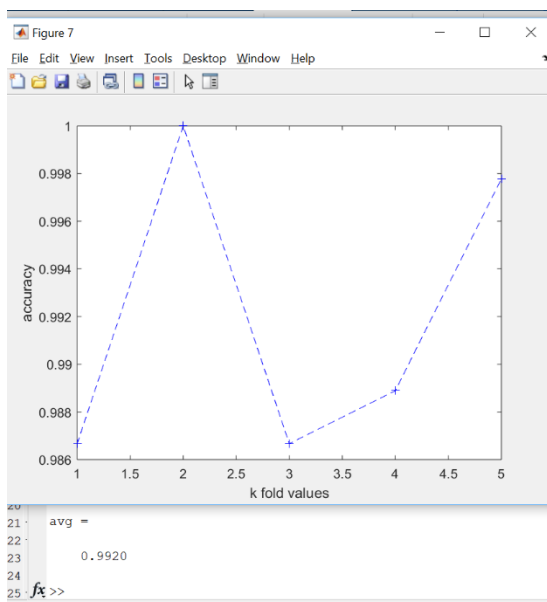 Figure 7
File Edit View Insert Tools Desktop Window Help
1
0.998
0.996
0.994
0.992
0.99
0.988
0.986
accuracy
1 1.5 2 2.5 3 3.5 4 4.5 5
k fold values
20
21 avg =
22
23 0.9920
24
25 fx >>